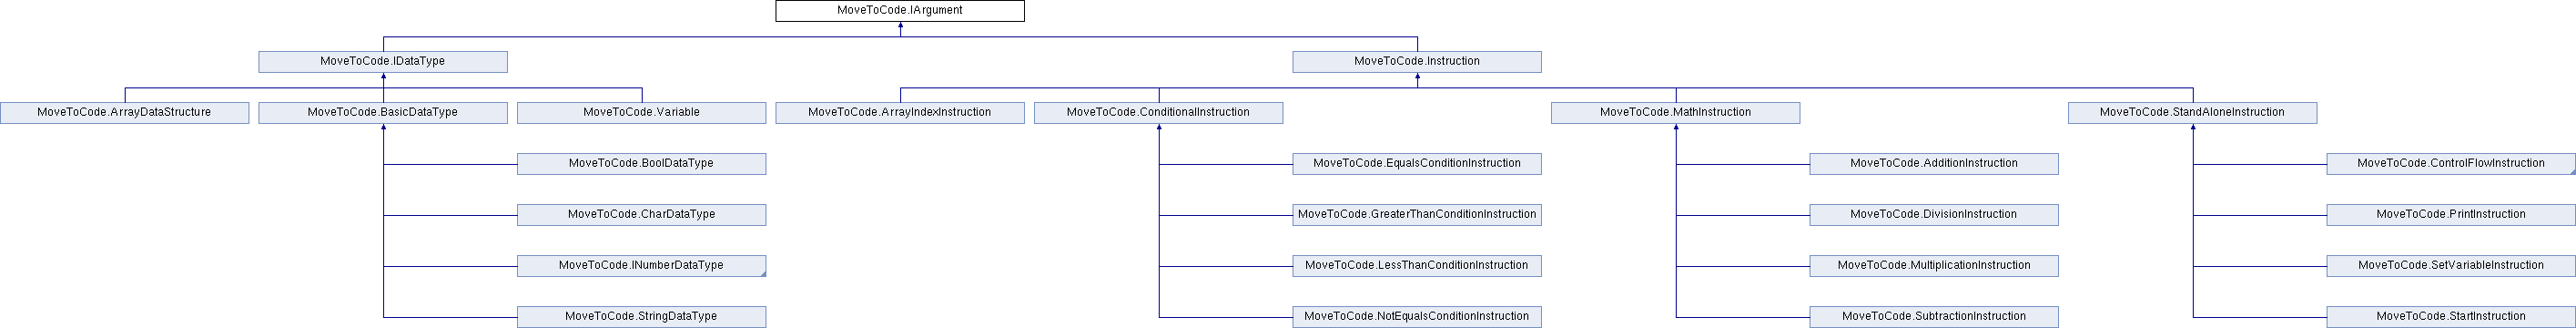 MoveToCode.IArgument
MoveToCode.IDataType
MoveToCode.Instruction
MoveToCode.ArrayDataStructure
MoveToCode.BasicDataType
MoveToCode.Variable
MoveToCode.ArrayIndexInstruction
MoveToCode.ConditionalInstruction
MoveToCode.MathInstruction
MoveToCode.StandAloneInstruction
MoveToCode.BoolDataType
MoveToCode.EqualsConditionInstruction
MoveToCode.AdditionInstruction
MoveToCode.ControlFlowInstruction
MoveToCode.CharDataType
MoveToCode.GreaterThanConditionInstruction
MoveToCode.DivisionInstruction
MoveToCode.PrintInstruction
MoveToCode.INumberDataType
MoveToCode.LessThanConditionInstruction
MoveToCode.MultiplicationInstruction
MoveToCode.SetVariableInstruction
MoveToCode.StringDataType
MoveToCode.NotEqualsConditionInstruction
MoveToCode.SubtractionInstruction
MoveToCode.StartInstruction